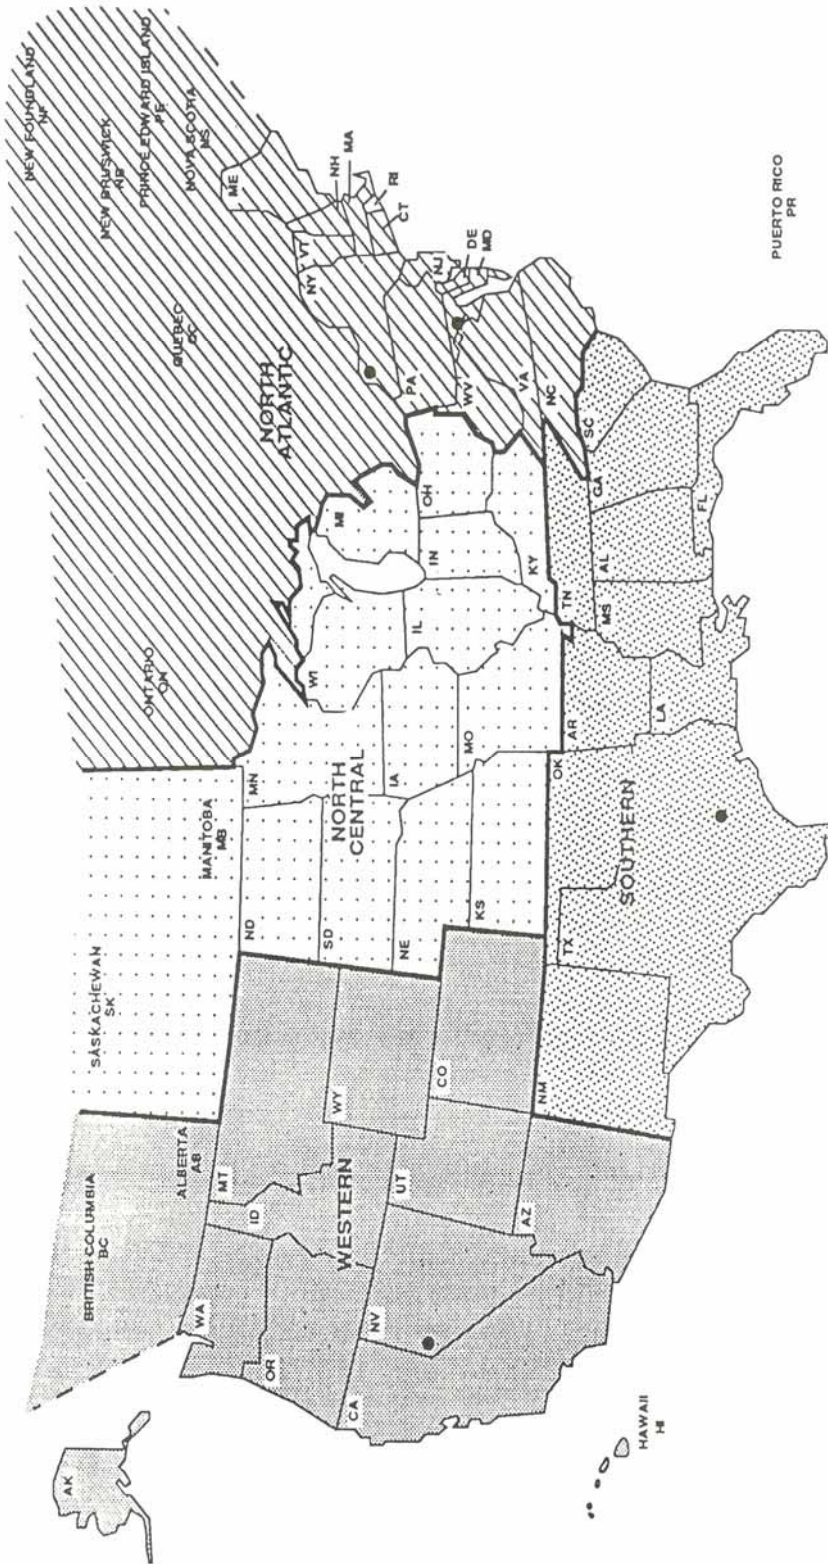 AK
BRITISH COLUMBIA
BC
ALBERTA
AB
SASKACHEWAN
SK
MANITOBA
MB
ONTARIO
ON
QUEBEC
NEW FOUNDLAND
NF
NEW BRUSWICK
NB
PRINCE EDWARD ISLAND
PE
NOVA SCOTIA
NS
NORTH
ATLANTIC
WA
OR
ID
MT
WY
WESTERN
CA
NV
UT
CO
AZ
HAWAII
HI
ND
SD
NE
KS
MN
IA
MO
WI
IL
MI
IN
OH
KY
NORTH
CENTRAL
ME
VT
NH
MA
NY
RI
CT
PA
NJ
DE
MD
WV
VA
NC
NM
TX
OK
AR
LA
TN
MS
AL
GA
SC
FL
SOUTHERN
PUERTO RICO
PR